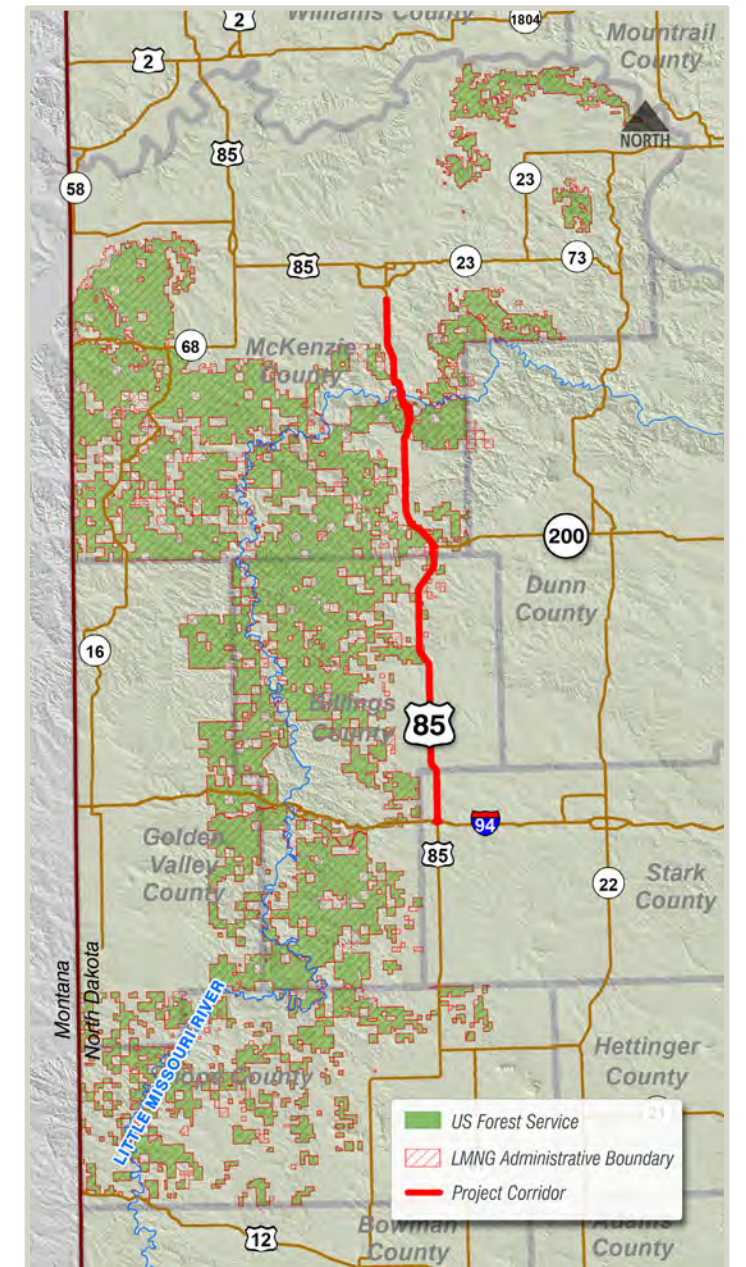 Williams County
2
1804
Mountrail
County
2
NORTH
85
23
58
85
23
73
68
McKenzie
County
200
Dunn
County
16
Billings
County
85
94
Golden
Valley
County
85
22
Stark
County
Montana
North Dakota
LITTLE MISSOURI RIVER
Hettinger
County
21
County
US Forest Service
LMNG Administrative Boundary
Project Corridor
12
Bowman
County
Adams
County